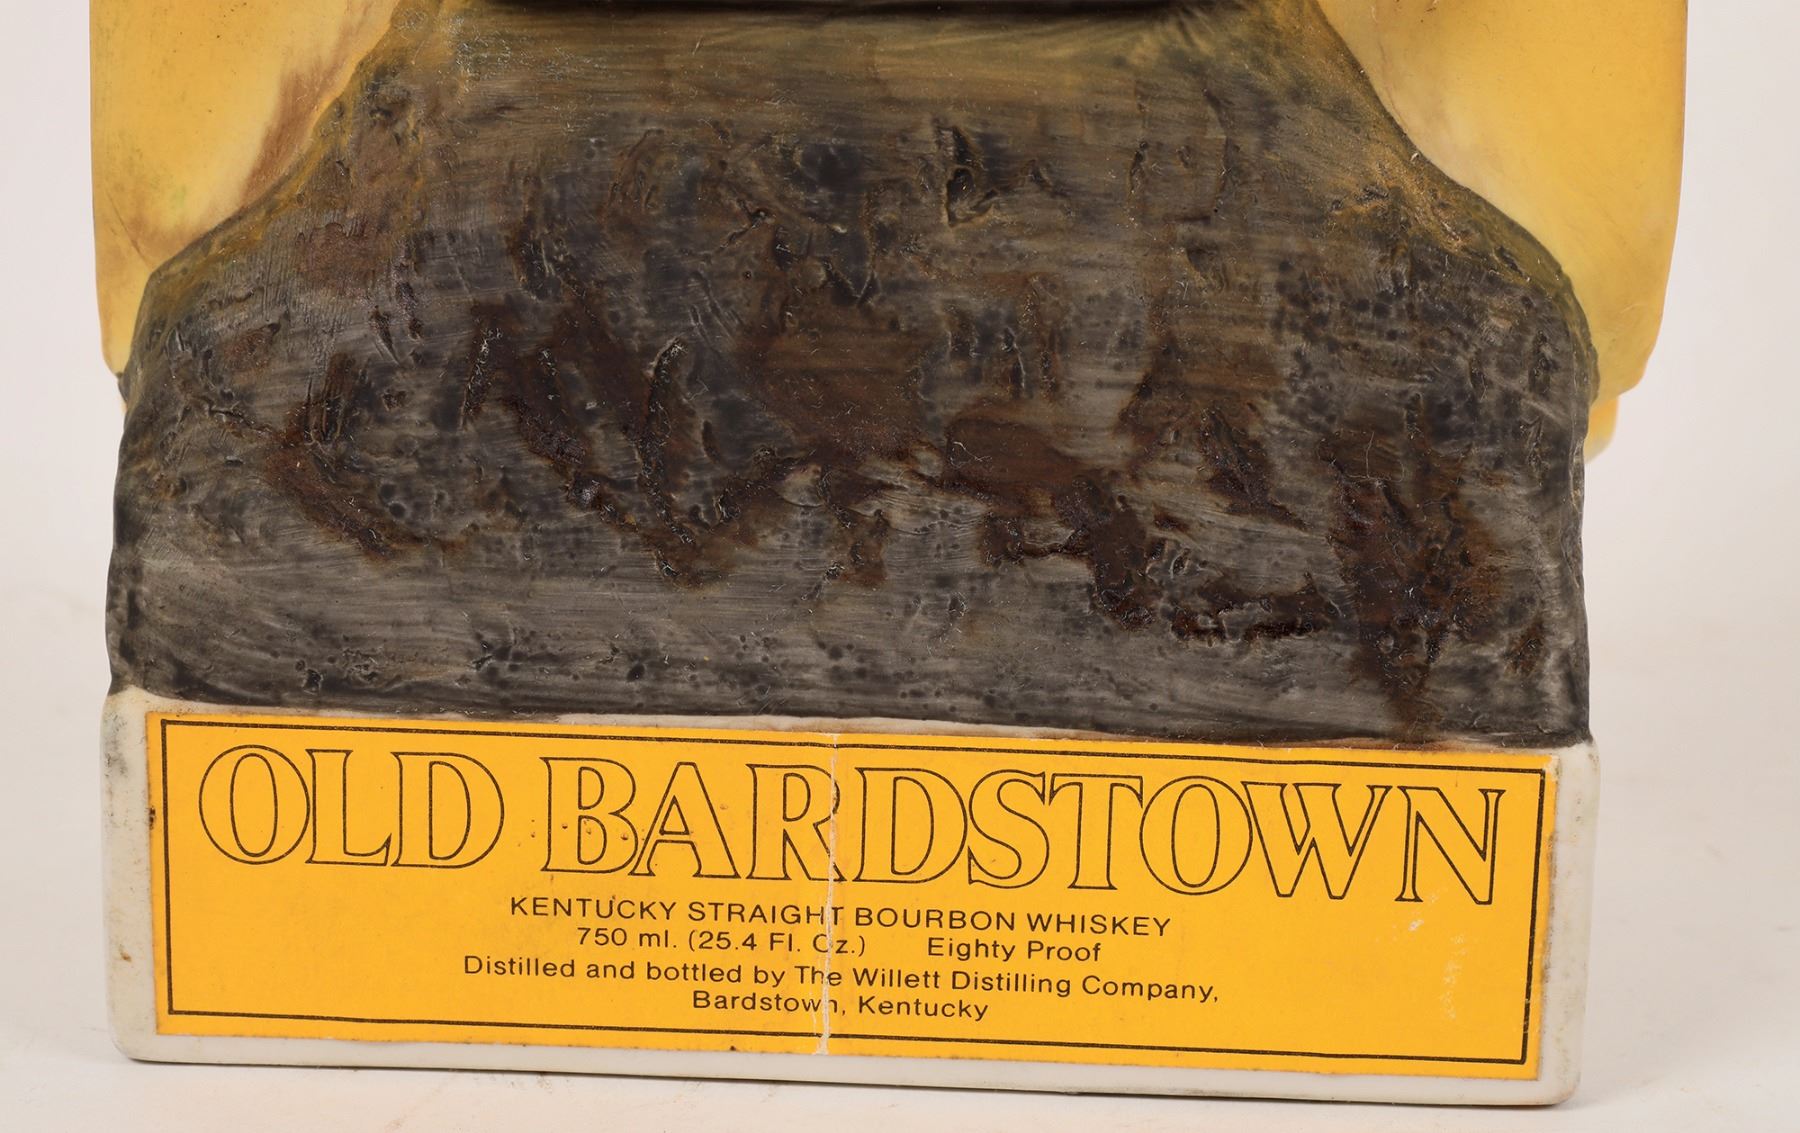 OLD BARDSTOWN
KENTUCKY STRAIGHT BOURBON WHISKEY
750 ml. (25.4 Fl. Oz.) Eighty Proof
Distilled and bottled by The Willett Distilling Company,
Bardstown, Kentucky